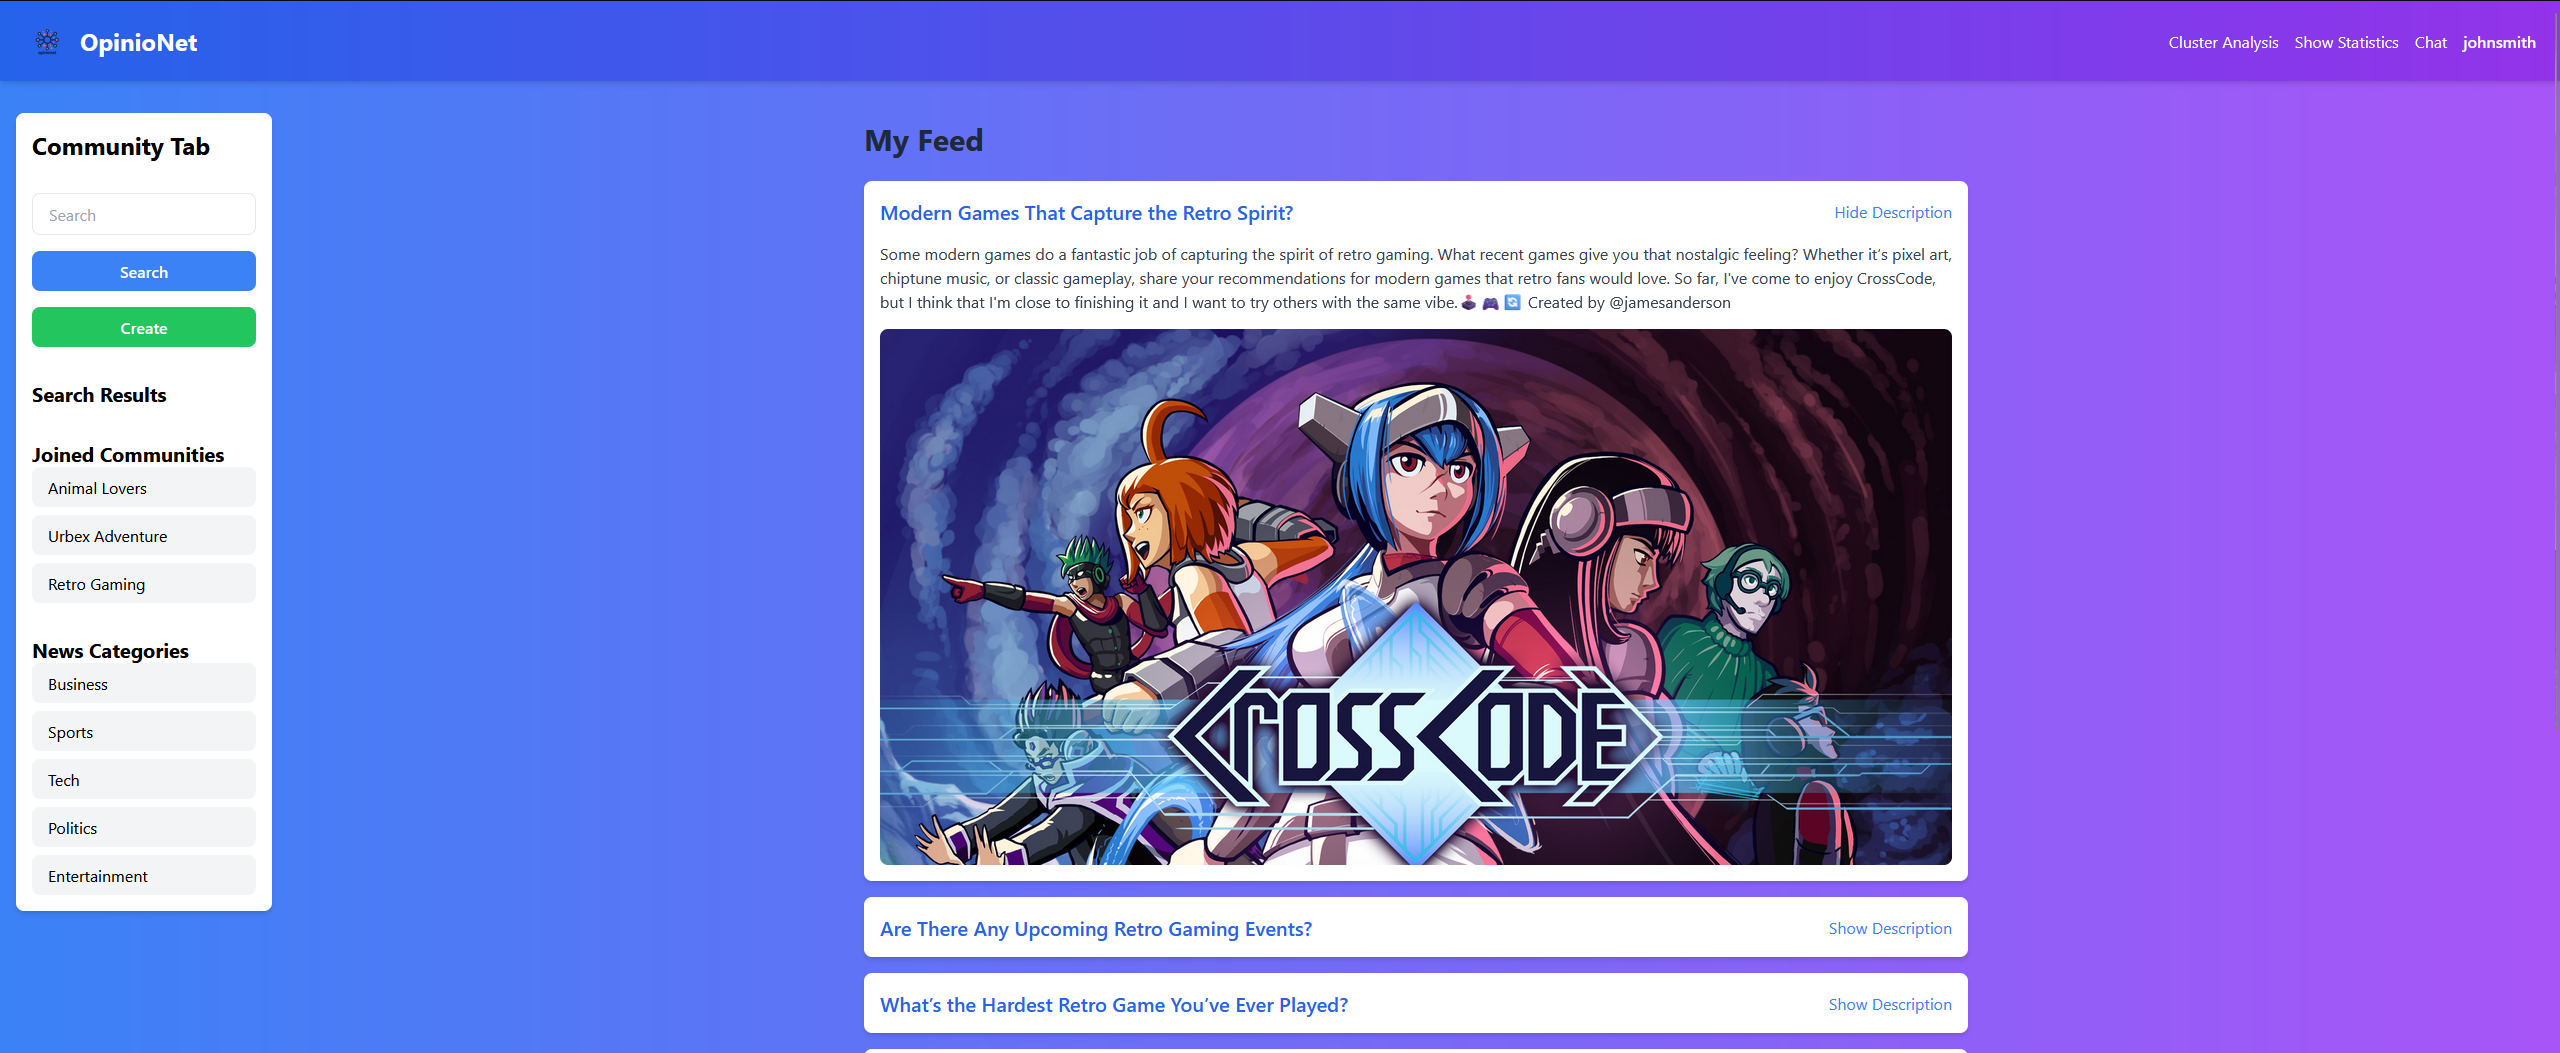 OpinioNet
Cluster Analysis
Show Statistics
Chat
johnsmith
Community Tab
Search
Search
Create
Search Results
Joined Communities
Animal Lovers
Urbex Adventure
Retro Gaming
News Categories
Business
Sports
Tech
Politics
Entertainment
My Feed
Modern Games That Capture the Retro Spirit?
Hide Description
Some modern games do a fantastic job of capturing the spirit of retro gaming. What recent games give you that nostalgic feeling? Whether it’s pixel art,
chiptune music, or classic gameplay, share your recommendations for modern games that retro fans would love. So far, I've come to enjoy CrossCode,
but I think that I'm close to finishing it and I want to try others with the same vibe.🕹️ 🎮 🔄 Created by @jamesanderson
CROSSCODE
Are There Any Upcoming Retro Gaming Events?
Show Description
What’s the Hardest Retro Game You’ve Ever Played?
Show Description